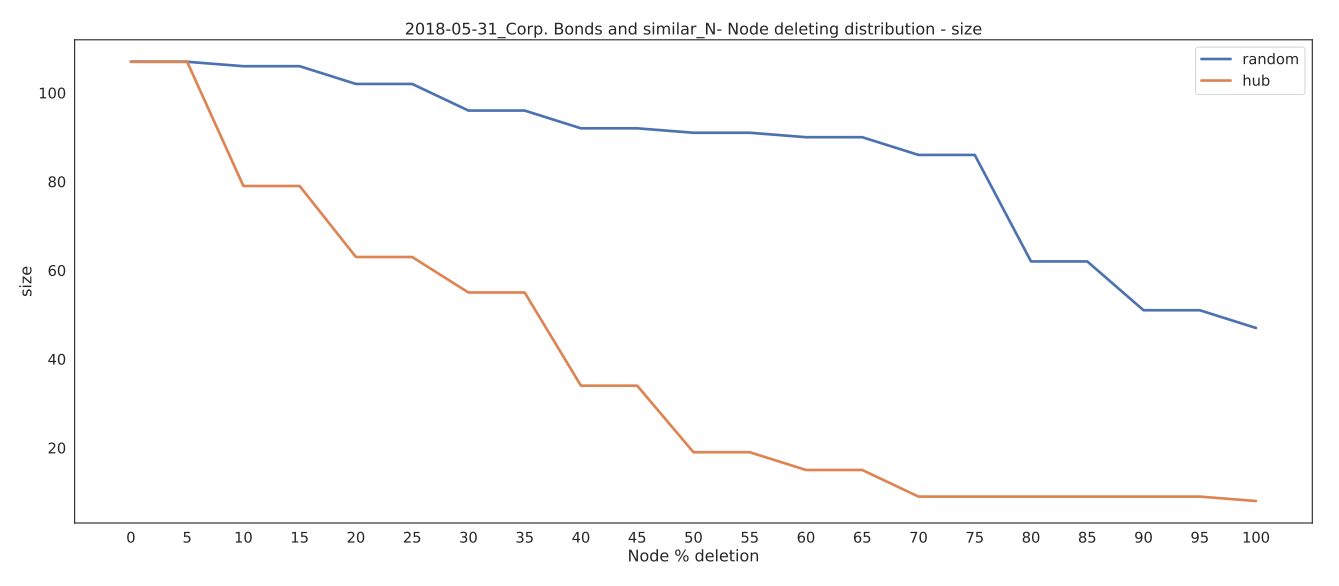 2018-05-31_Corp. Bonds and similar_N- Node deleting distribution - size
random
hub
100
80
60
40
20
size
0 5 10 15 20 25 30 35 40 45 50 55 60 65 70 75 80 85 90 95 100
Node % deletion